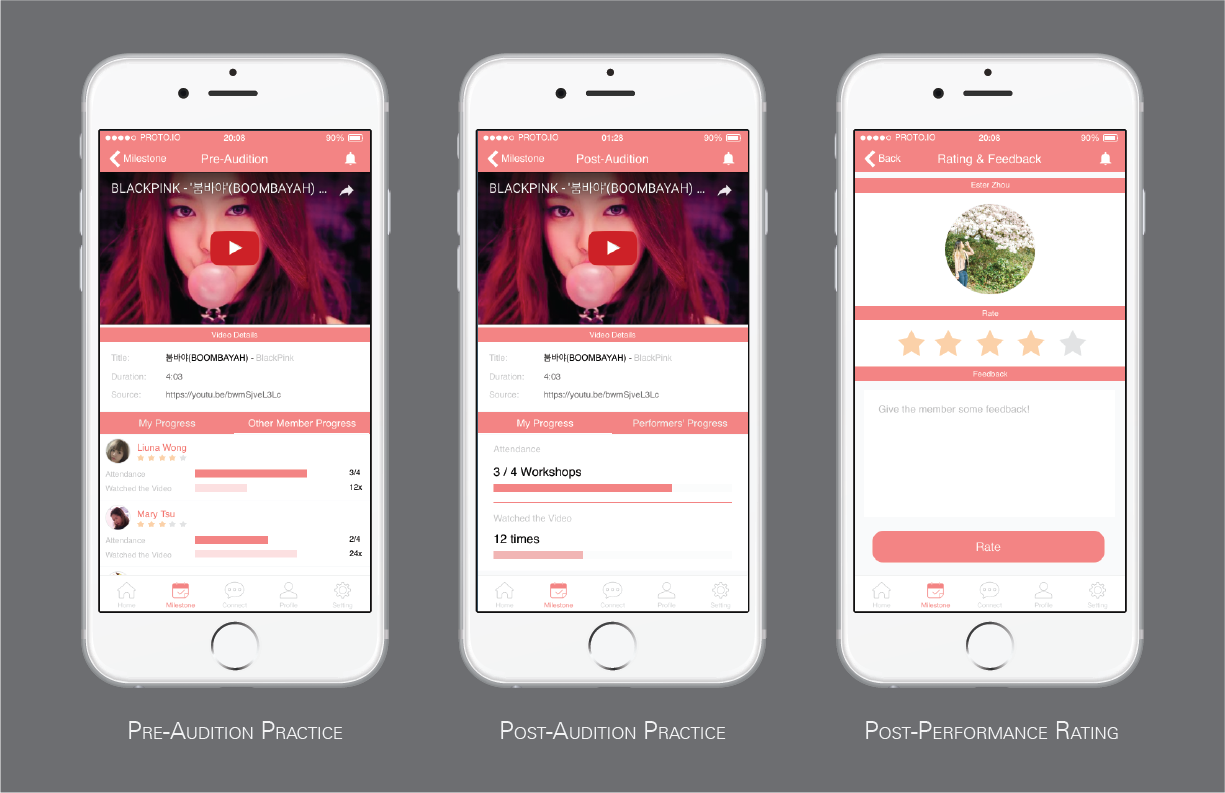 PROTO.IO 20:08 90%
Milestone Pre-Audition
BLACKPINK - '붐바야'(BOOMBAYAH) ...
Video Details
Title: 붐바야(BOOMBAYAH) - BlackPink
Duration: 4:03
Source: https://youtu.be/bwmSjveL3Lc
My Progress Other Member Progress
Liuna Wong
Attendance 3/4
Watched the Video 12x
Mary Tsu
Attendance 2/4
Watched the Video 24x
Home Milestone Connect Profile Setting
PRE-AUDITION PRACTICE
PROTO.IO 01:28 90%
Milestone Post-Audition
BLACKPINK - '붐바야'(BOOMBAYAH) ...
Video Details
Title: 붐바야(BOOMBAYAH) - BlackPink
Duration: 4:03
Source: https://youtu.be/bwmSjveL3Lc
My Progress Performers' Progress
Attendance
3 / 4 Workshops
Watched the Video
12 times
Home Milestone Connect Profile Setting
POST-AUDITION PRACTICE
PROTO.IO 20:08 90%
Back Rating & Feedback
Ester Zhou
Rate
Feedback
Give the member some feedback!
Rate
Home Milestone Connect Profile Setting
POST-PERFORMANCE RATING